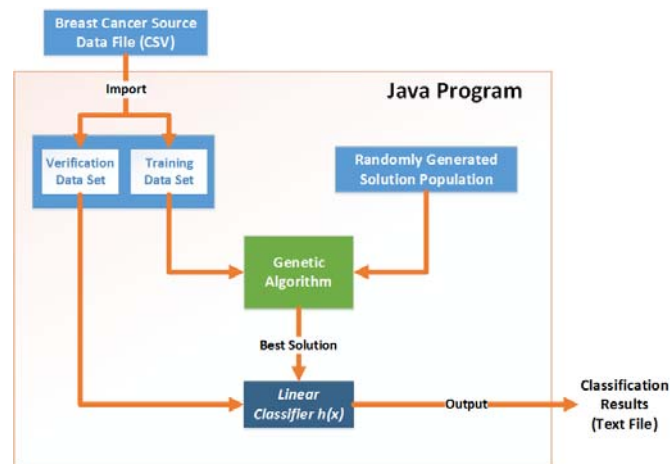 Breast Cancer Source
Data File (CSV)
Import
Java Program
Verification
Data Set
Training
Data Set
Randomly Generated
Solution Population
Genetic
Algorithm
Best Solution
Linear
Classifier h(x)
Output
Classification
Results
(Text File)